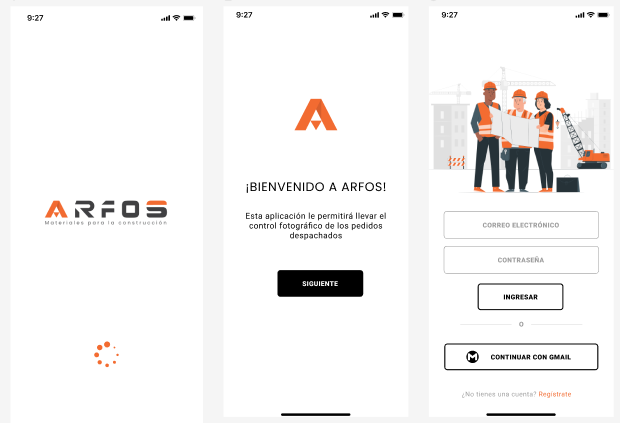 9:27
ARFOS
Materiales para la construcción
9:27
¡BIENVENIDO A ARFOS!
Esta aplicación le permitirá llevar el
control fotográfico de los pedidos
despachados
SIGUIENTE
9:27
CORREO ELECTRÓNICO
CONTRASEÑA
INGRESAR
O
CONTINUAR CON GMAIL
¿No tienes una cuenta? Regístrate